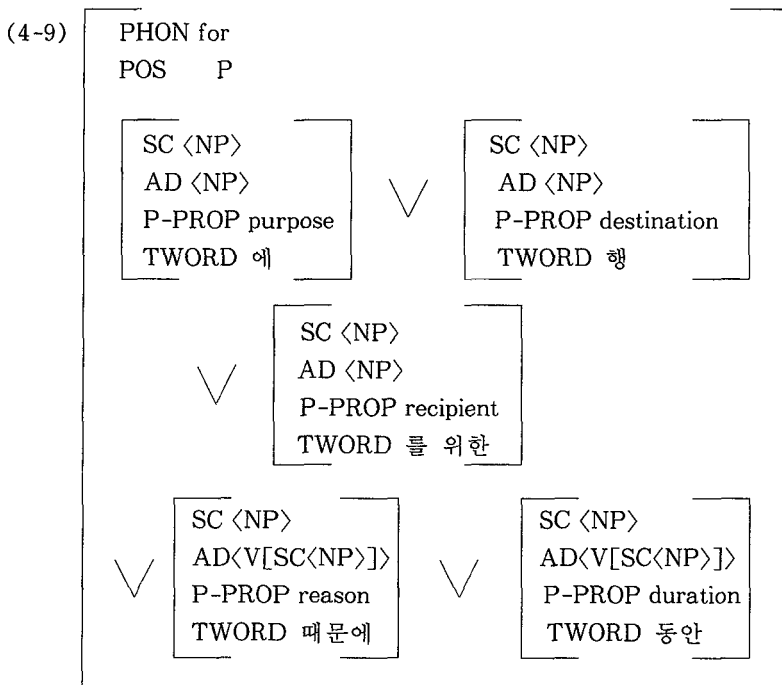 (4-9)
PHON for
POS P
SC〈NP〉
AD〈NP〉
P-PROP purpose
TWORD 에
∨
SC〈NP〉
AD〈NP〉
P-PROP destination
TWORD 행
∨
SC〈NP〉
AD〈NP〉
P-PROP recipient
TWORD 를 위한
∨
SC〈NP〉
AD〈V[SC〈NP〉]〉
P-PROP reason
TWORD 때문에
∨
SC〈NP〉
AD〈V[SC〈NP〉]〉
P-PROP duration
TWORD 동안